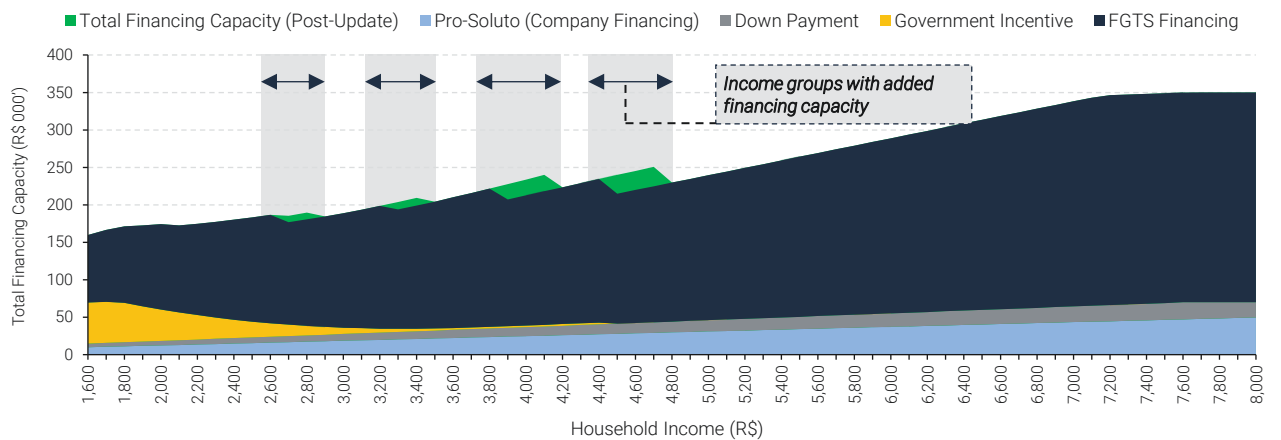 Total Financing Capacity (Post-Update) Pro-Soluto (Company Financing) Down Payment Government Incentive FGTS Financing
Total Financing Capacity (R$ 000')
400
350
300
250
200
150
100
50
0
Income groups with added
financing capacity
1,600 1,800 2,000 2,200 2,400 2,600 2,800 3,000 3,200 3,400 3,600 3,800 4,000 4,200 4,400 4,600 4,800 5,000 5,200 5,400 5,600 5,800 6,000 6,200 6,400 6,600 6,800 7,000 7,200 7,400 7,600 7,800 8,000
Household Income (R$)